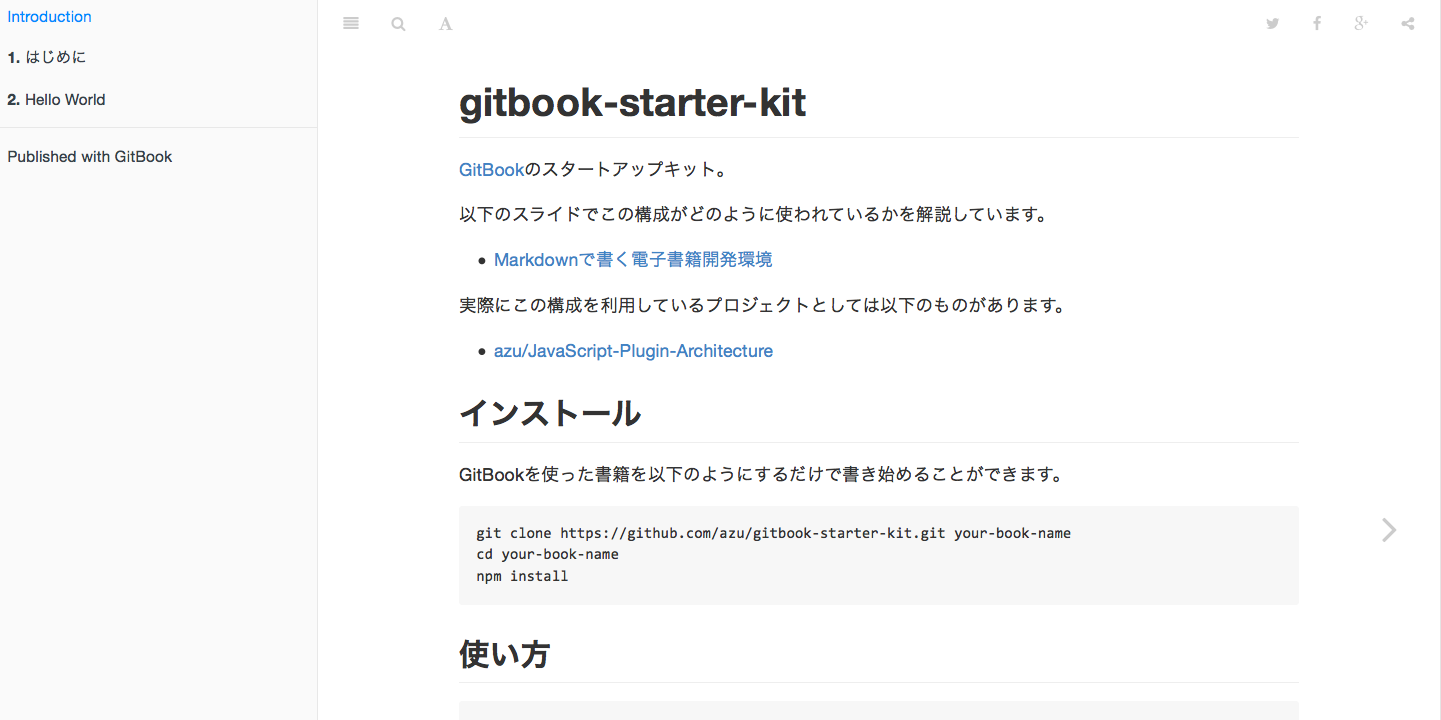 Introduction
1. はじめに
2. Hello World
Published with GitBook
A
gitbook-starter-kit
GitBookのスタートアップキット。
以下のスライドでこの構成がどのように使われているかを解説しています。
Markdownで書く電子書籍開発環境
実際にこの構成を利用しているプロジェクトとしては以下のものがあります。
azu/JavaScript-Plugin-Architecture
インストール
GitBookを使った書籍を以下のようにするだけで書き始めることができます。
git clone https://github.com/azu/gitbook-starter-kit.git your-book-name
cd your-book-name
npm install
使い方